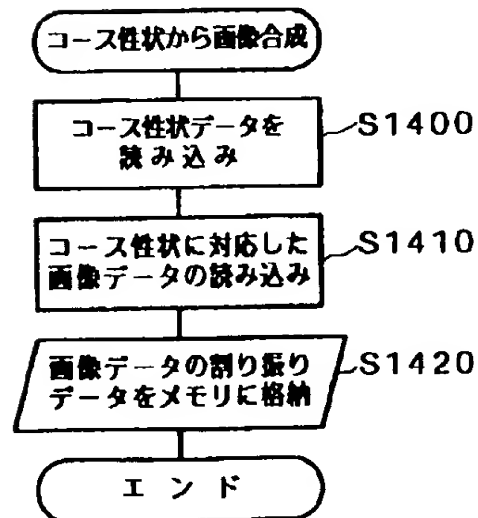 コース性状から画像合成
コース性状データを
読み込み
S1400
コース性状に対応した
画像データの読み込み
S1410
画像データの割り振り
データをメモリに格納
S1420
エンド